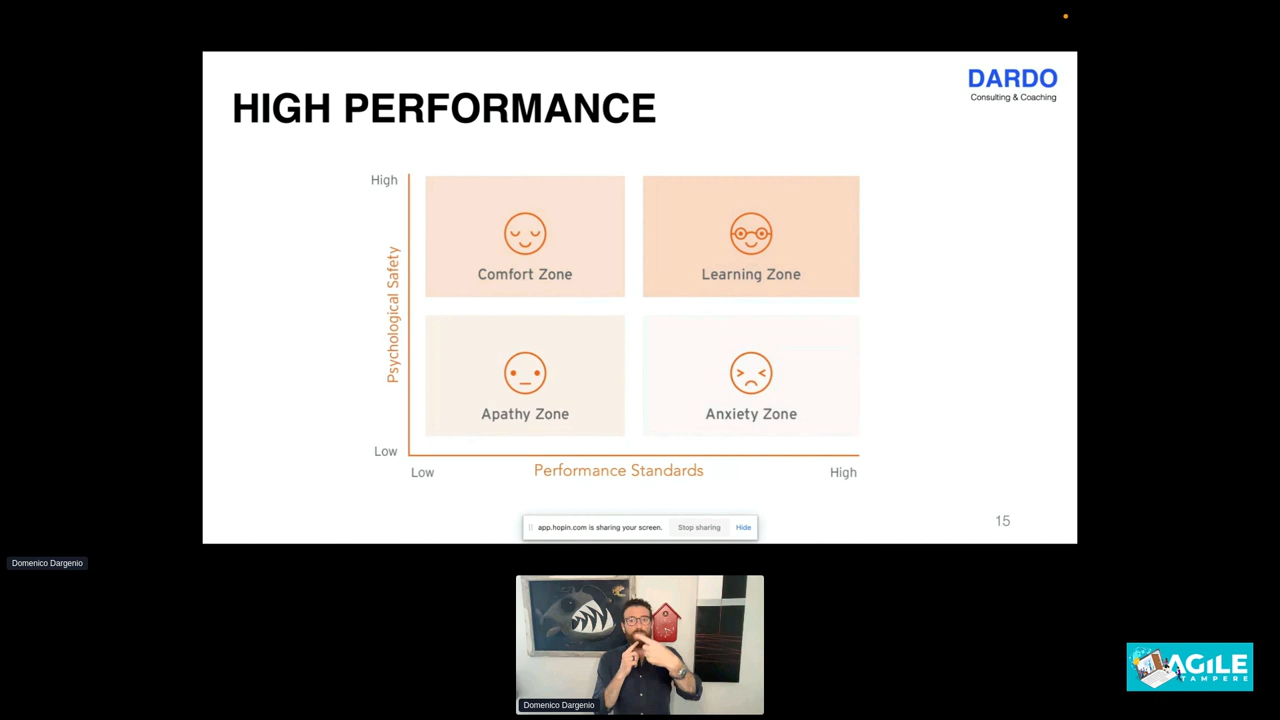 HIGH PERFORMANCE
DARDO
Consulting & Coaching
High
Psychological Safety
Comfort Zone
Learning Zone
Apathy Zone
Anxiety Zone
Low
Low
Performance Standards
High
app.hopin.com is sharing your screen.
Stop sharing
Hide
15
Domenico Dargenio
Domenico Dargenio
AGILE
TAMPERE